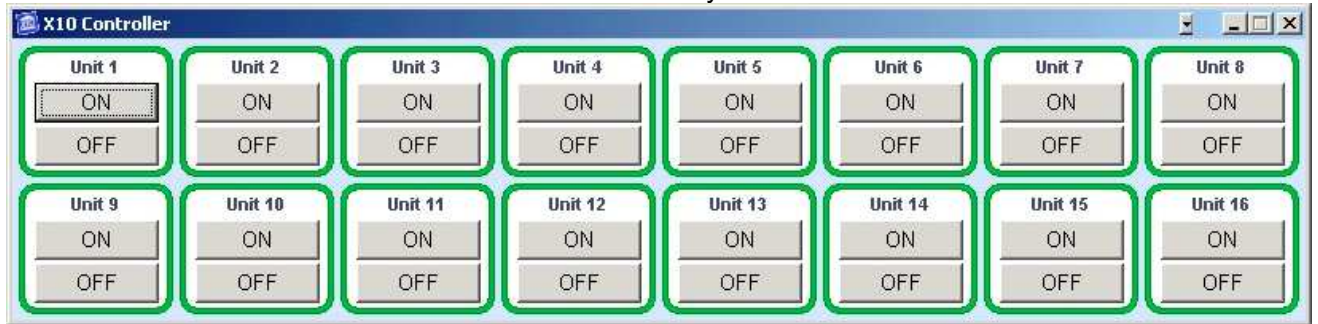 X10 Controller
Unit 1 Unit 2 Unit 3 Unit 4 Unit 5 Unit 6 Unit 7 Unit 8
ON ON ON ON ON ON ON ON
OFF OFF OFF OFF OFF OFF OFF OFF
Unit 9 Unit 10 Unit 11 Unit 12 Unit 13 Unit 14 Unit 15 Unit 16
ON ON ON ON ON ON ON ON
OFF OFF OFF OFF OFF OFF OFF OFF